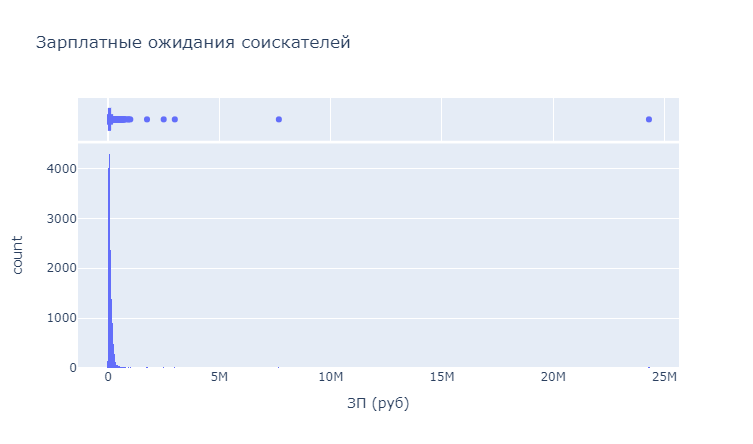 Зарплатные ожидания соискателей
4000
3000
2000
1000
0
count
0 5M 10M 15M 20M 25M
ЗП (руб)